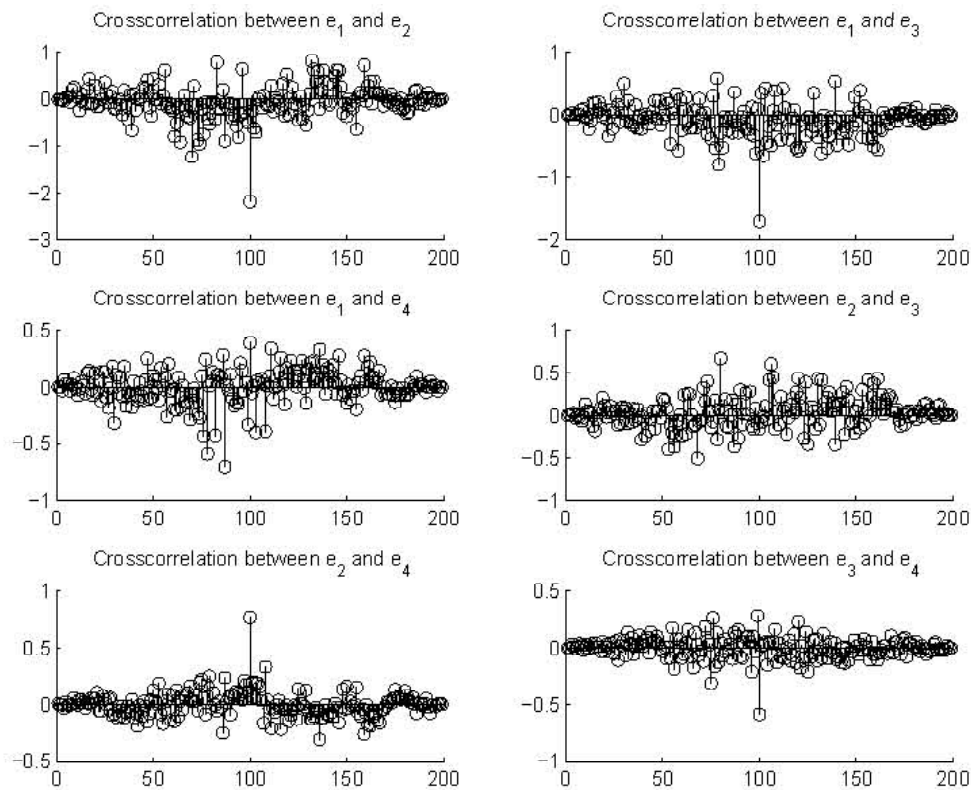 Crosscorrelation between e1 and e2
1
0
−1
−2
−3
0 50 100 150 200
Crosscorrelation between e1 and e3
1
0
−1
−2
0 50 100 150 200
Crosscorrelation between e1 and e4
0.5
0
−0.5
−1
0 50 100 150 200
Crosscorrelation between e2 and e3
1
0.5
0
−0.5
−1
0 50 100 150 200
Crosscorrelation between e2 and e4
1
0.5
0
−0.5
0 50 100 150 200
Crosscorrelation between e3 and e4
0.5
0
−0.5
−1
0 50 100 150 200